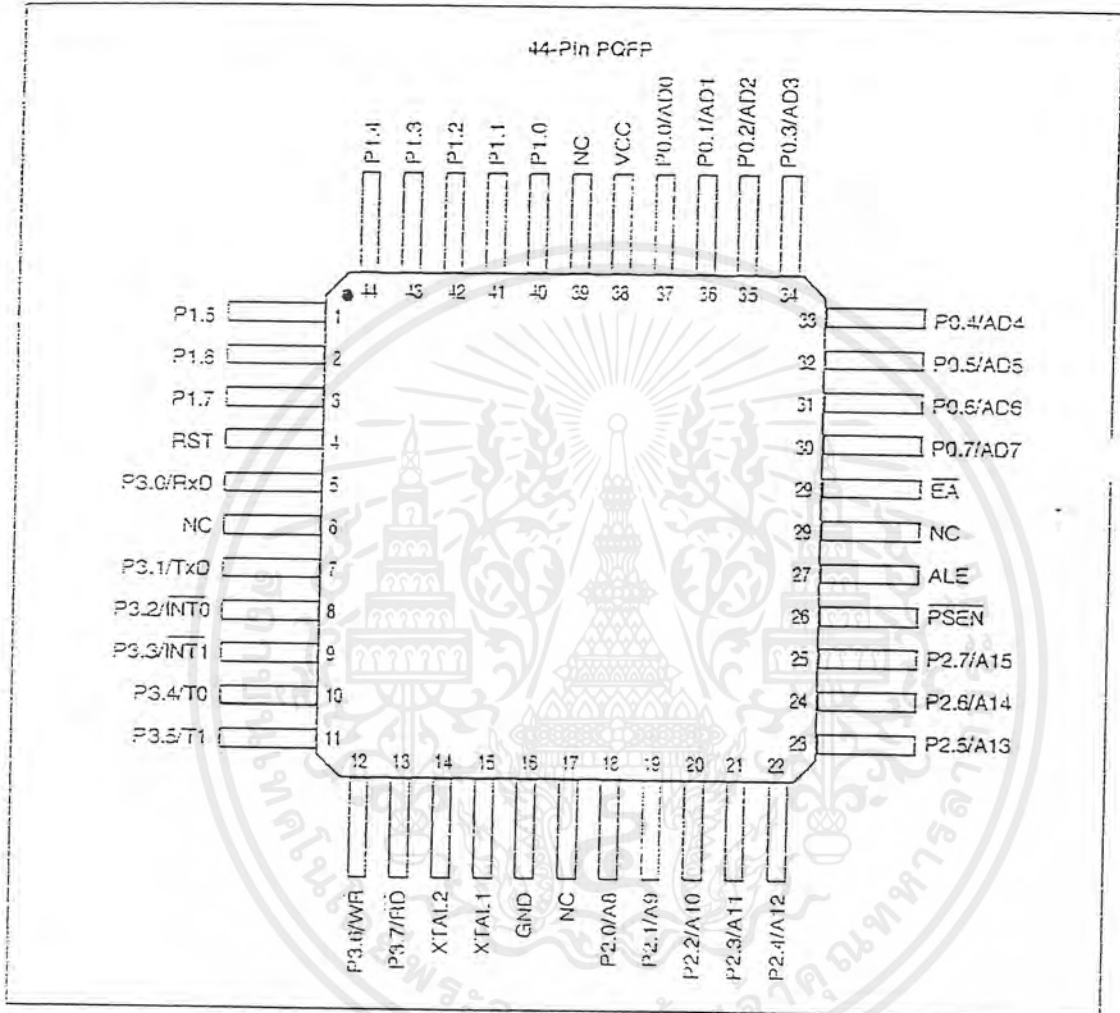 44-Pin PQFP
P1.4
P1.3
P1.2
P1.1
P1.0
NC
VCC
P0.0/AD0
P0.1/AD1
P0.2/AD2
P0.3/AD3
44 43 42 41 40 39 38 37 36 35 34
P1.5 1
P1.6 2
P1.7 3
RST 4
P3.0/RxD 5
NC 6
P3.1/TxD 7
P3.2/INT0 8
P3.3/INT1 9
P3.4/T0 10
P3.5/T1 11
33 P0.4/AD4
32 P0.5/AD5
31 P0.6/AD6
30 P0.7/AD7
29 EA
29 NC
27 ALE
26 PSEN
25 P2.7/A15
24 P2.6/A14
23 P2.5/A13
12 13 14 15 16 17 18 19 20 21 22
P3.6/WR
P3.7/RD
XTAL2
XTAL1
GND
NC
P2.0/A8
P2.1/A9
P2.2/A10
P2.3/A11
P2.4/A12